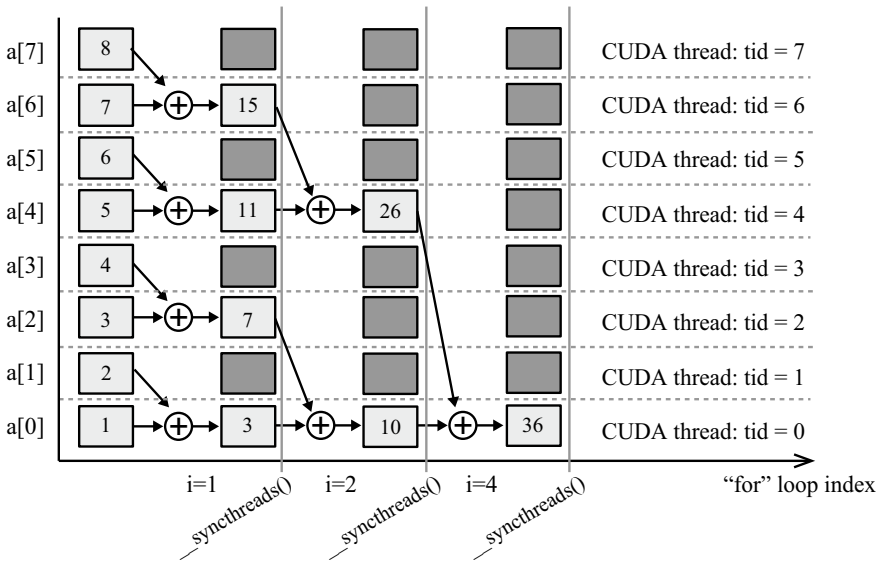 a[7] 8 CUDA thread: tid = 7
a[6] 7 + 15 CUDA thread: tid = 6
a[5] 6 CUDA thread: tid = 5
a[4] 5 + 11 + 26 CUDA thread: tid = 4
a[3] 4 CUDA thread: tid = 3
a[2] 3 + 7 CUDA thread: tid = 2
a[1] 2 CUDA thread: tid = 1
a[0] 1 + 3 + 10 + 36 CUDA thread: tid = 0
i=1 i=2 i=4 “for” loop index
__syncthreads() __syncthreads() __syncthreads()